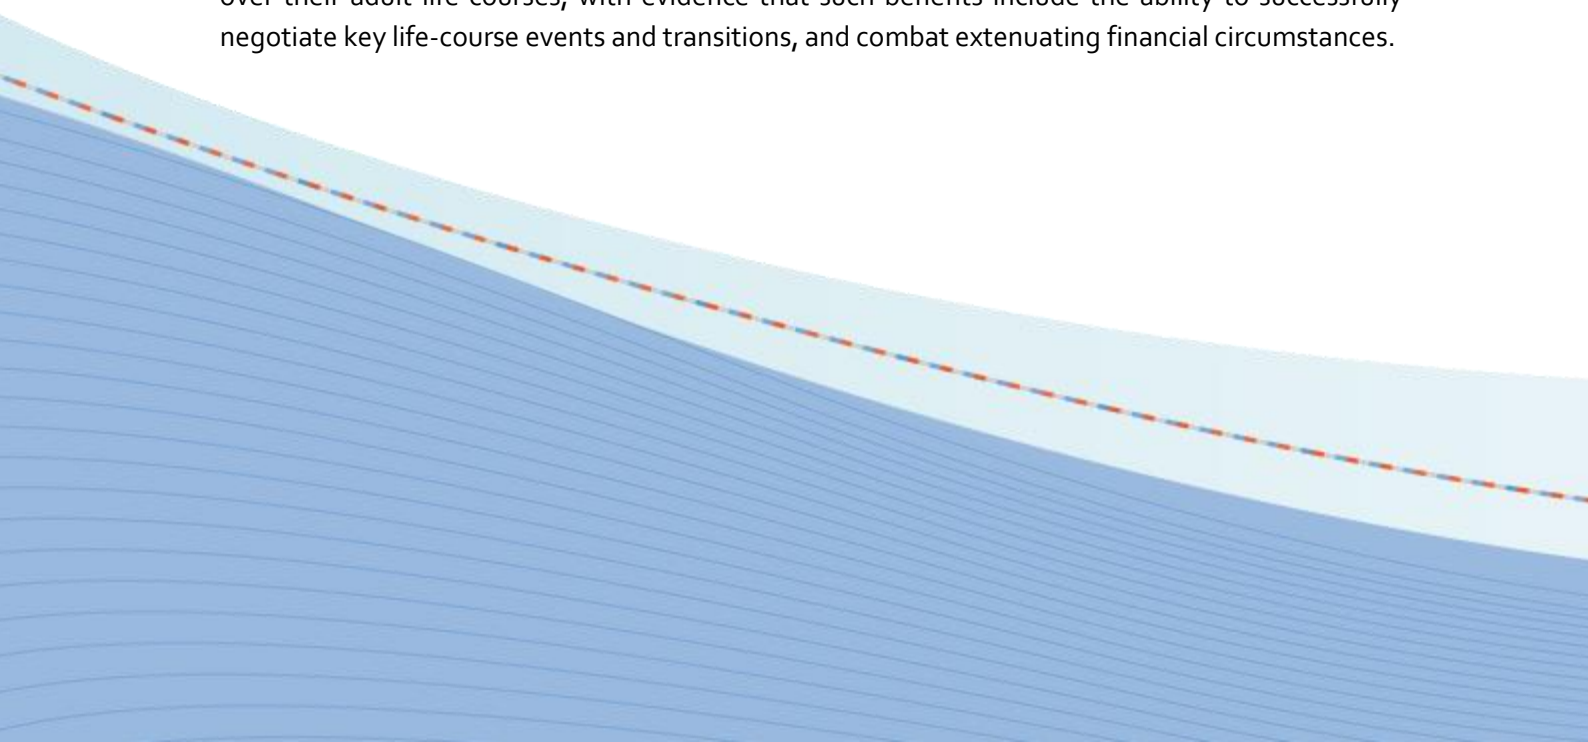 over their adult life courses, with evidence that such benefits include the ability to successfully
negotiate key life-course events and transitions, and combat extenuating financial circumstances.